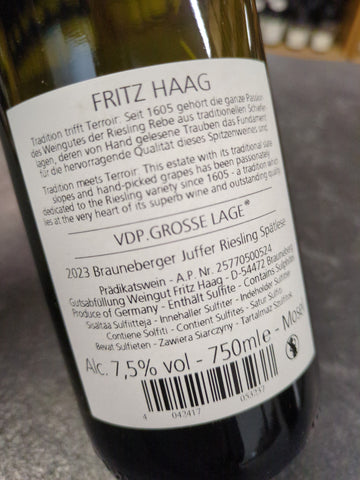 FRITZ HAAG
Tradition trifft Terroir. Seit 1605 gehört die ganze Passion
des Weingutes der Riesling Rebe aus traditionellen Schiefer-
lagen, deren von Hand gelesene Trauben das Fundament
für die hervorragende Qualität dieses Spitzenweines sind.
Tradition meets Terroir. This estate with its traditional slate
slopes and hand-picked grapes has been passionately
dedicated to the Riesling variety since 1605 - a tradition which
lies at the very heart of its superb wine and outstanding quality.
VDP.GROSSE LAGE®
2023 Brauneberger Juffer Riesling Spätlese
Prädikatswein - A.P. Nr. 25770500524
Gutsabfüllung Weingut Fritz Haag - D-54472 Brauneberg
Produce of Germany - Enthält Sulfite - Contains Sulphites
Sisältää Sulfiitteja - Innehaller Sulfiter - Indeholder Sulfitter
Contiene Solfiti - Contient Sulfites - Satur Sulfīti
Bevat Sulfieten - Zawiera Siarczyny - Tartalmaz
Alc. 7,5% vol - 750mle - Mosel
4 042417 053237